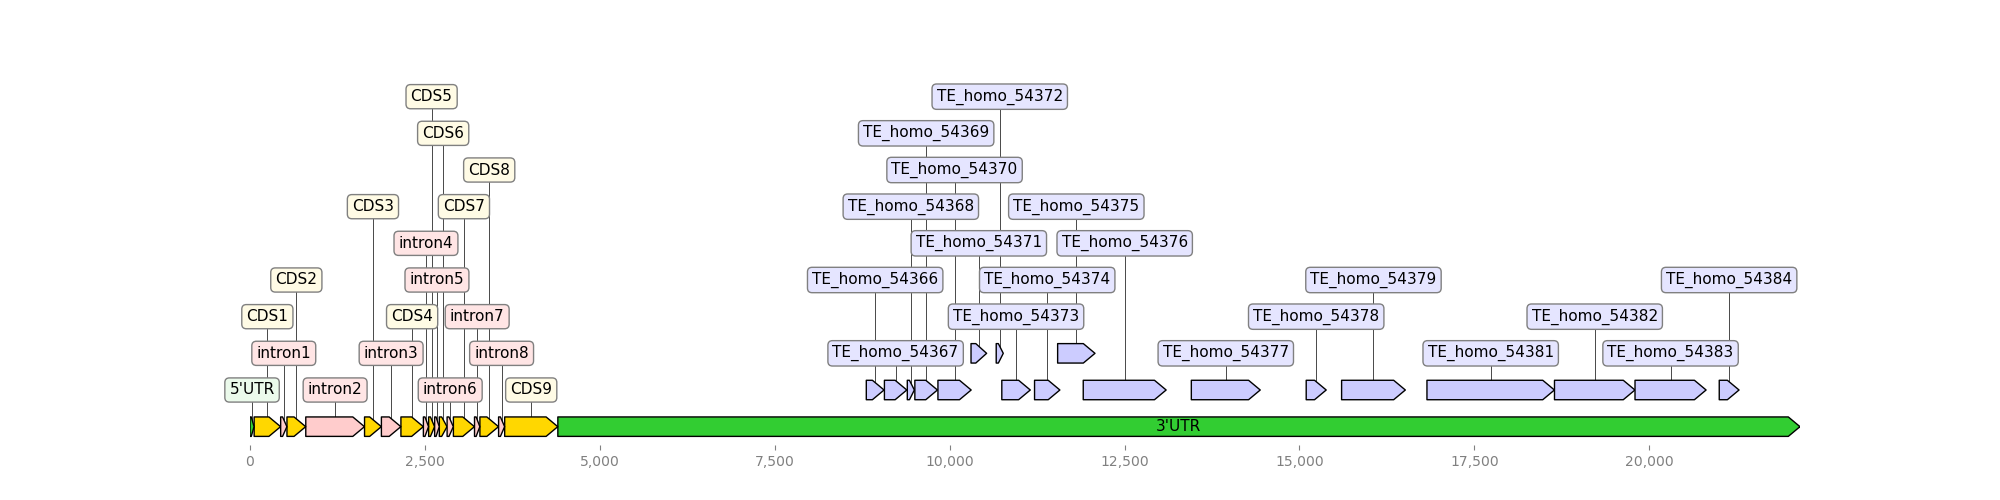 CDS5
TE_homo_54372
CDS6
TE_homo_54369
CDS8
TE_homo_54370
CDS3
CDS7
TE_homo_54368
TE_homo_54375
intron4
TE_homo_54371
TE_homo_54376
CDS2
intron5
TE_homo_54366
TE_homo_54374
TE_homo_54379
TE_homo_54384
CDS1
CDS4
intron7
TE_homo_54373
TE_homo_54378
TE_homo_54382
intron1
intron3
intron8
TE_homo_54367
TE_homo_54377
TE_homo_54381
TE_homo_54383
5'UTR
intron2
intron6
CDS9
3'UTR
0
2,500
5,000
7,500
10,000
12,500
15,000
17,500
20,000